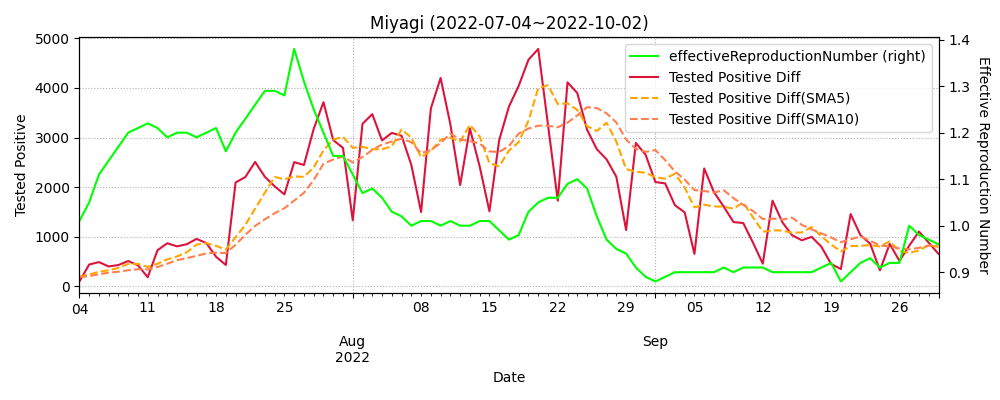 Miyagi (2022-07-04~2022-10-02)
effectiveReproductionNumber (right)
Tested Positive Diff
Tested Positive Diff(SMA5)
Tested Positive Diff(SMA10)
Tested Positive
5000
4000
3000
2000
1000
0
1.4
1.3
1.2
1.1
1.0
0.9
Effective Reproduction Number
04 11 18 25 08 15 22 29 05 12 19 26
Aug Sep
2022
Date